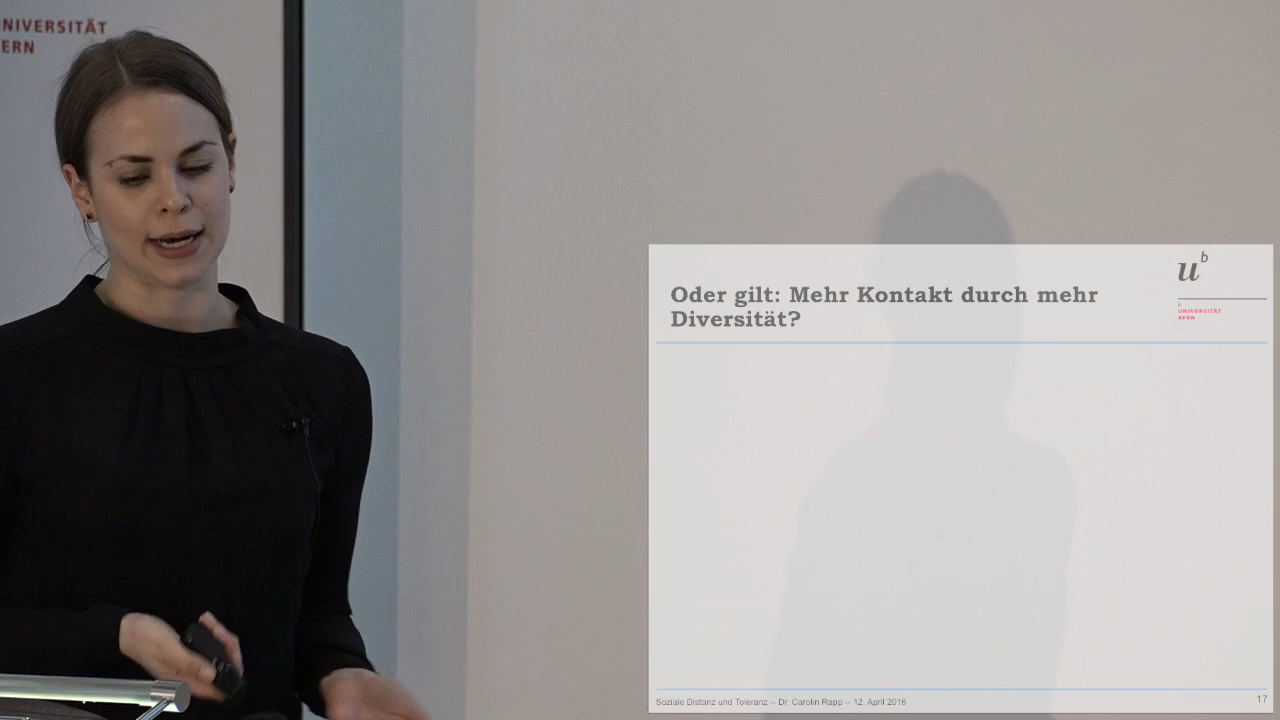 NIVERSITÄT
ERN
u b
Oder gilt: Mehr Kontakt durch mehr
Diversität?
UNIVERSITÄT
BERN
Soziale Distanz und Toleranz – Dr. Carolin Rapp – 12. April 2016
17